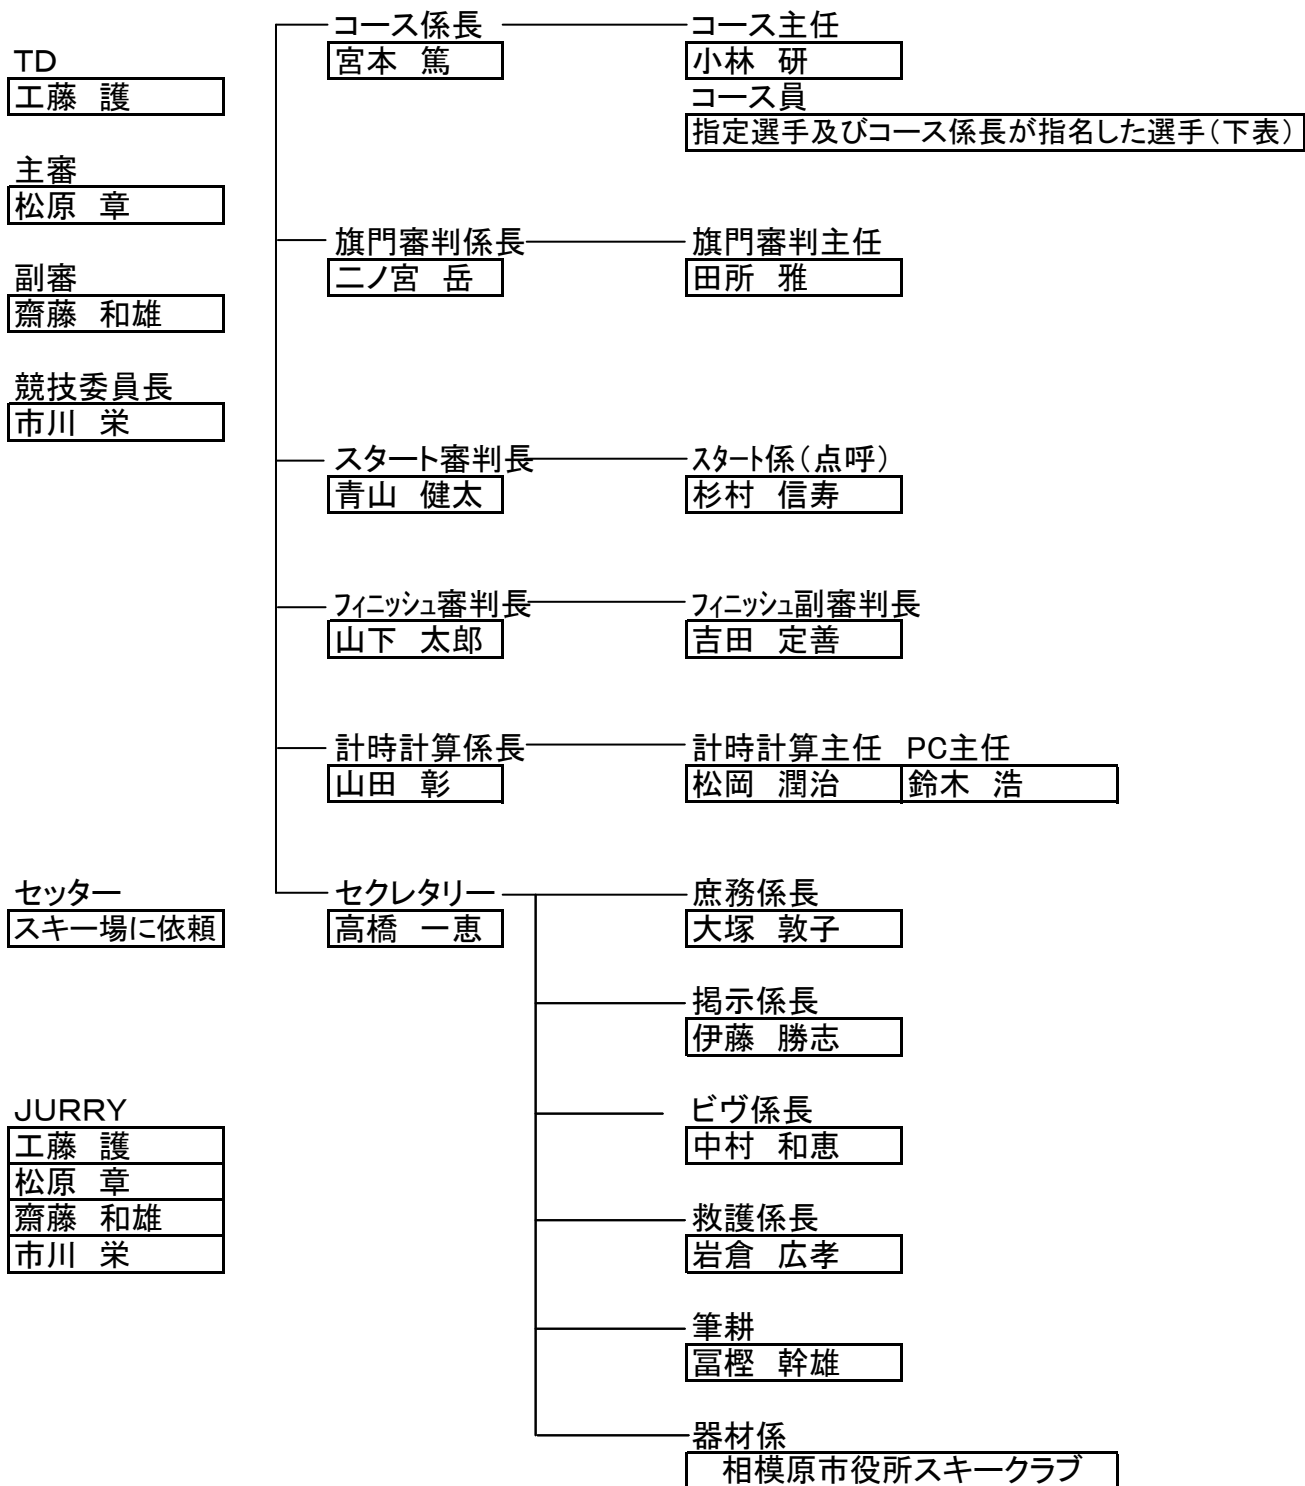 TD
工藤　護
主審
松原　章
副審
齋藤　和雄
競技委員長
市川　栄
セッター
スキー場に依頼
JURRY
工藤　護
松原　章
齋藤　和雄
市川　栄
コース係長
宮本　篤
コース主任
小林　研
コース員
指定選手及びコース係長が指名した選手（下表）
旗門審判係長
二ノ宮　岳
旗門審判主任
田所　雅
スタート審判長
青山　健太
ｽﾀｰﾄ係（点呼）
杉村　信寿
ﾌｨﾆｯｼｭ審判長
山下　太郎
ﾌｨﾆｯｼｭ副審判長
吉田　定善
計時計算係長
山田　彰
計時計算主任　PC主任
松岡　潤治　鈴木　浩
セクレタリー
高橋　一恵
庶務係長
大塚　敦子
掲示係長
伊藤　勝志
ビヴ係長
中村　和恵
救護係長
岩倉　広孝
筆耕
冨樫　幹雄
器材係
相模原市役所スキークラブ